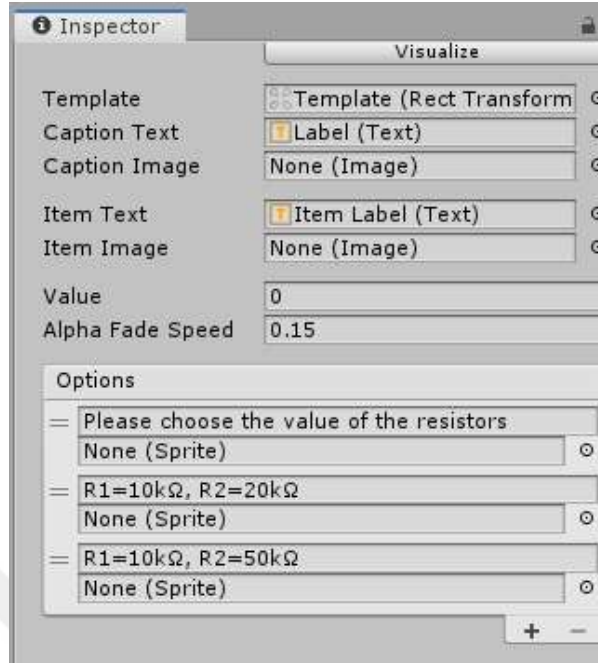 Inspector
Visualize
Template Template (Rect Transform
Caption Text Label (Text)
Caption Image None (Image)
Item Text Item Label (Text)
Item Image None (Image)
Value 0
Alpha Fade Speed 0.15
Options
= Please choose the value of the resistors
None (Sprite)
= R1=10kΩ, R2=20kΩ
None (Sprite)
= R1=10kΩ, R2=50kΩ
None (Sprite)
+ −